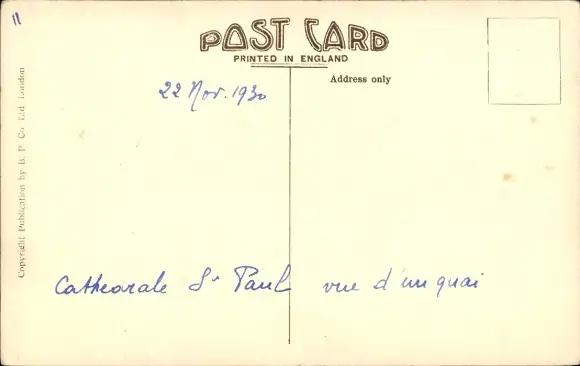 11
POST CARD
PRINTED IN ENGLAND
Address only
22 Nov. 1930
Copyright Publication by B. P. Co Ltd. London
Cathedrale St Paul vue d'un quai